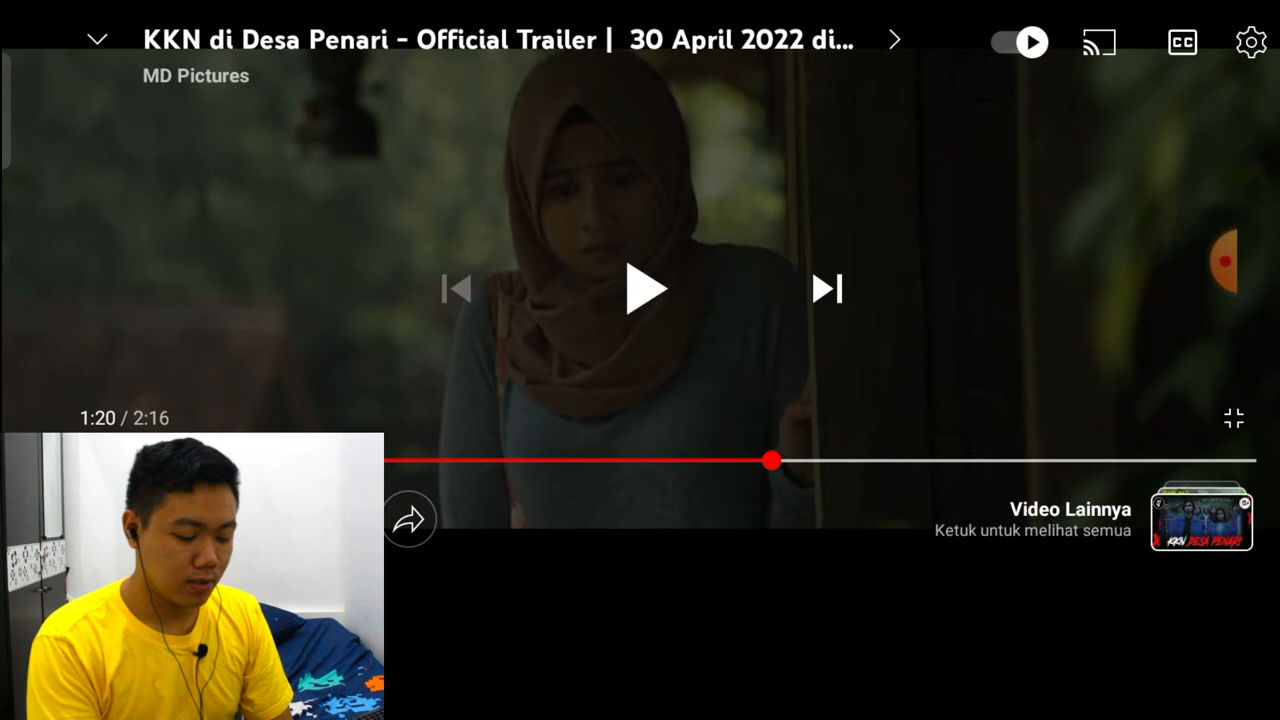 KKN di Desa Penari - Official Trailer | 30 April 2022 di...
MD Pictures
CC
1:20 / 2:16
Video Lainnya
Ketuk untuk melihat semua
KKN DESA PENARI